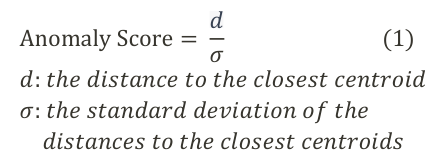 Anomaly Score = d/σ (1)
d: the distance to the closest centroid
σ: the standard deviation of the
distances to the closest centroids